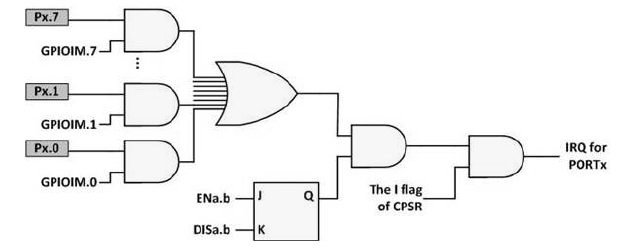 Px.7
GPIOIM.7
Px.1
GPIOIM.1
Px.0
GPIOIM.0
ENa.b
J
Q
DISa.b
K
The I flag
of CPSR
IRQ for
PORTx